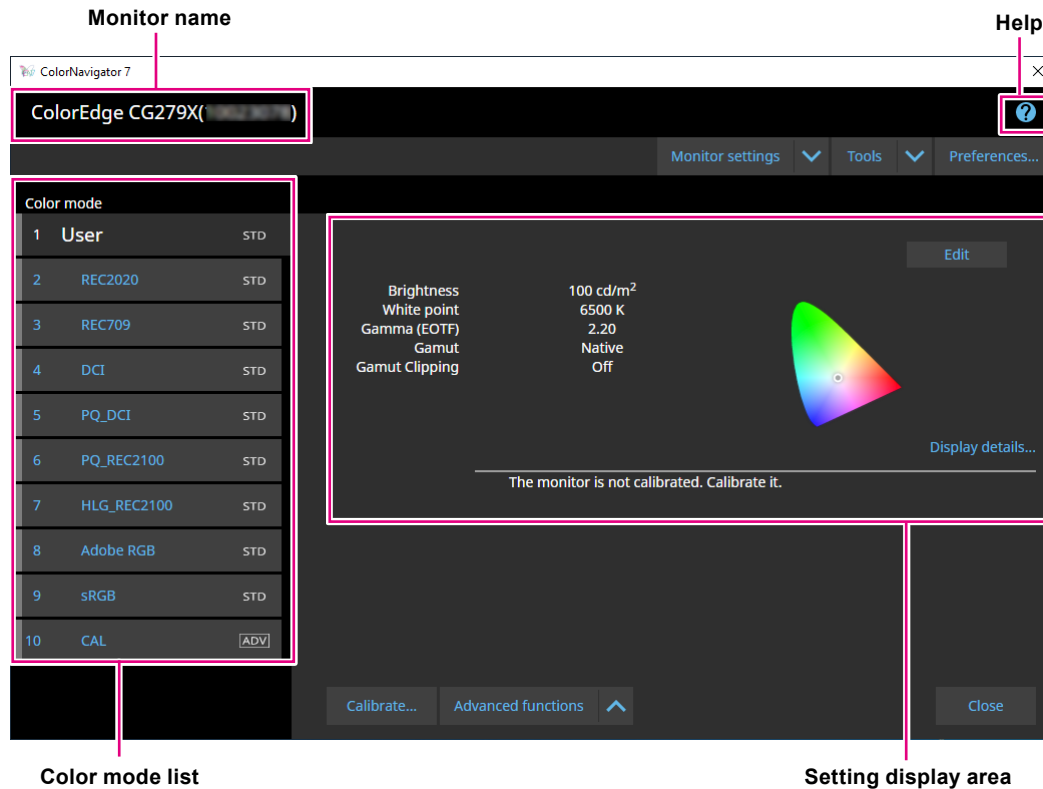 Monitor name
Help
ColorNavigator 7
ColorEdge CG279X( )
Monitor settings Tools Preferences...
Color mode
1 User STD
2 REC2020 STD
3 REC709 STD
4 DCI STD
5 PQ_DCI STD
6 PQ_REC2100 STD
7 HLG_REC2100 STD
8 Adobe RGB STD
9 sRGB STD
10 CAL ADV
Edit
Brightness 100 cd/m²
White point 6500 K
Gamma (EOTF) 2.20
Gamut Native
Gamut Clipping Off
Display details...
The monitor is not calibrated. Calibrate it.
Calibrate... Advanced functions Close
Color mode list
Setting display area